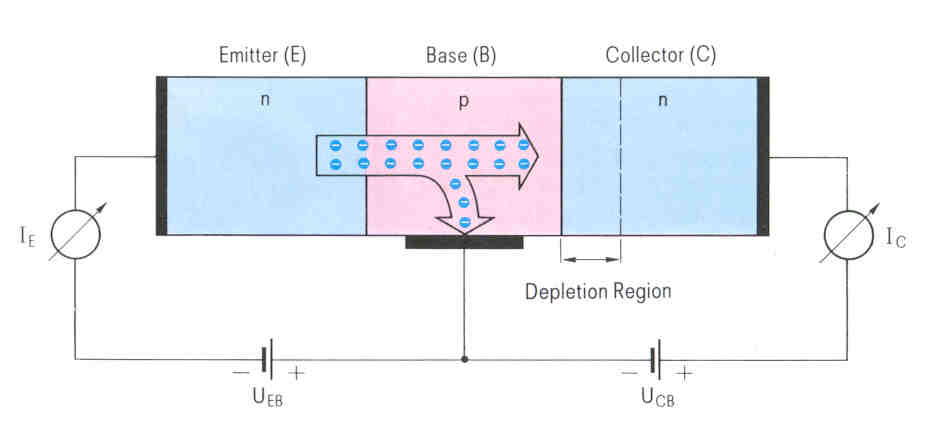 Emitter (E) Base (B) Collector (C)
n p n
I_E I_C
Depletion Region
− + − +
U_EB U_CB